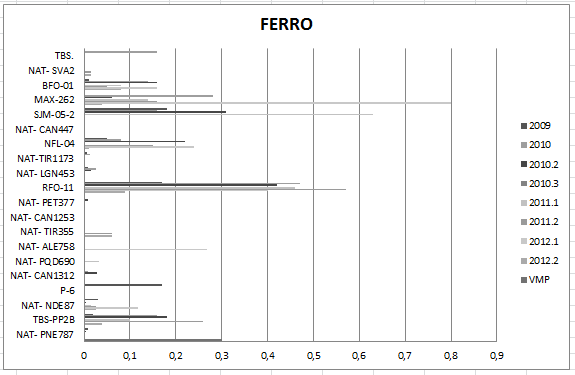 FERRO
TBS.
NAT- SVA2
BFO-01
MAX-262
SJM-05-2
NAT- CAN447
NFL-04
NAT-TIR1173
NAT- LGN453
RFO-11
NAT- PET377
NAT- CAN1253
NAT- TIR355
NAT- ALE758
NAT- PQD690
NAT- CAN1312
P-6
NAT- NDE87
TBS-PP2B
NAT- PNE787
0
0,1
0,2
0,3
0,4
0,5
0,6
0,7
0,8
0,9
2009
2010
2010.2
2010.3
2011.1
2011.2
2012.1
2012.2
VMP